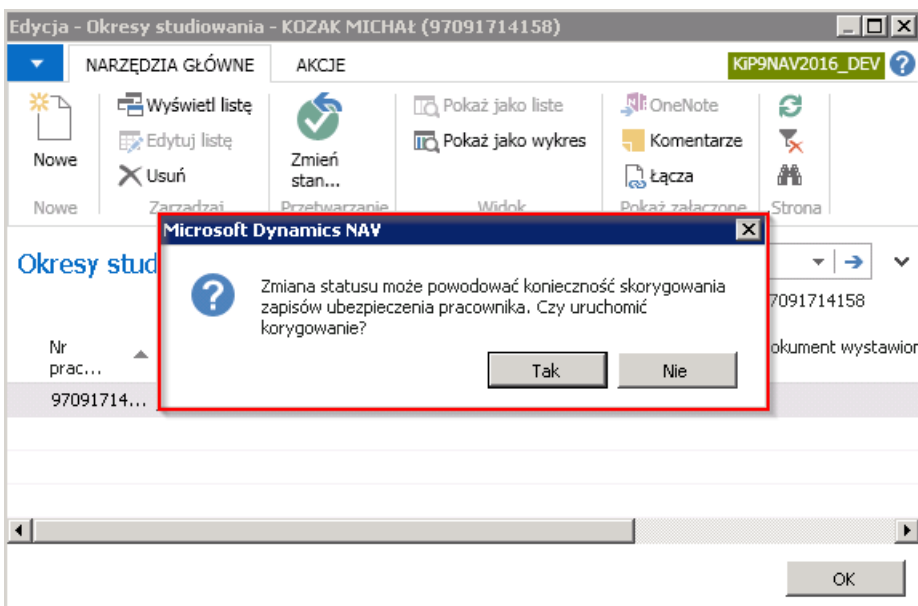 Edycja - Okresy studiowania - KOZAK MICHAŁ (97091714158)
NARZĘDZIA GŁÓWNE
AKCJE
KiP9NAV2016_DEV
Nowe
Wyświetl listę
Edytuj listę
Usuń
Zmień
stan...
Pokaż jako liste
Pokaż jako wykres
OneNote
Komentarze
Łącza
Nowe
Zarządzaj
Przetwarzanie
Widok
Pokaż załączone
Strona
Microsoft Dynamics NAV
Okresy stud
Zmiana statusu może powodować konieczność skorygowania
zapisów ubezpieczenia pracownika. Czy uruchomić
korygowanie?
7091714158
Nr
prac...
okument wystawior
Tak
Nie
97091714...
OK